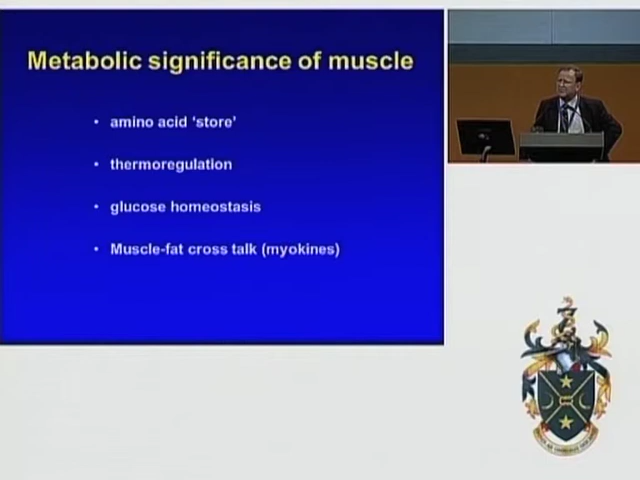 Metabolic significance of muscle
• amino acid 'store'
• thermoregulation
• glucose homeostasis
• Muscle-fat cross talk (myokines)